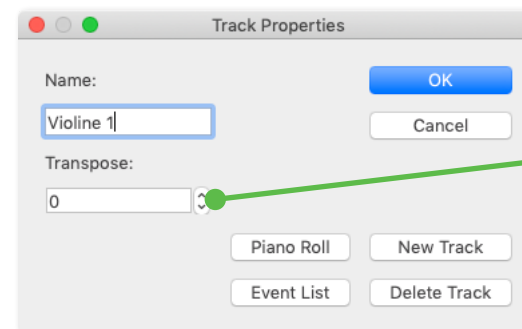 Track Properties
Name:
OK
Violine 1
Cancel
Transpose:
0
Piano Roll
New Track
Event List
Delete Track